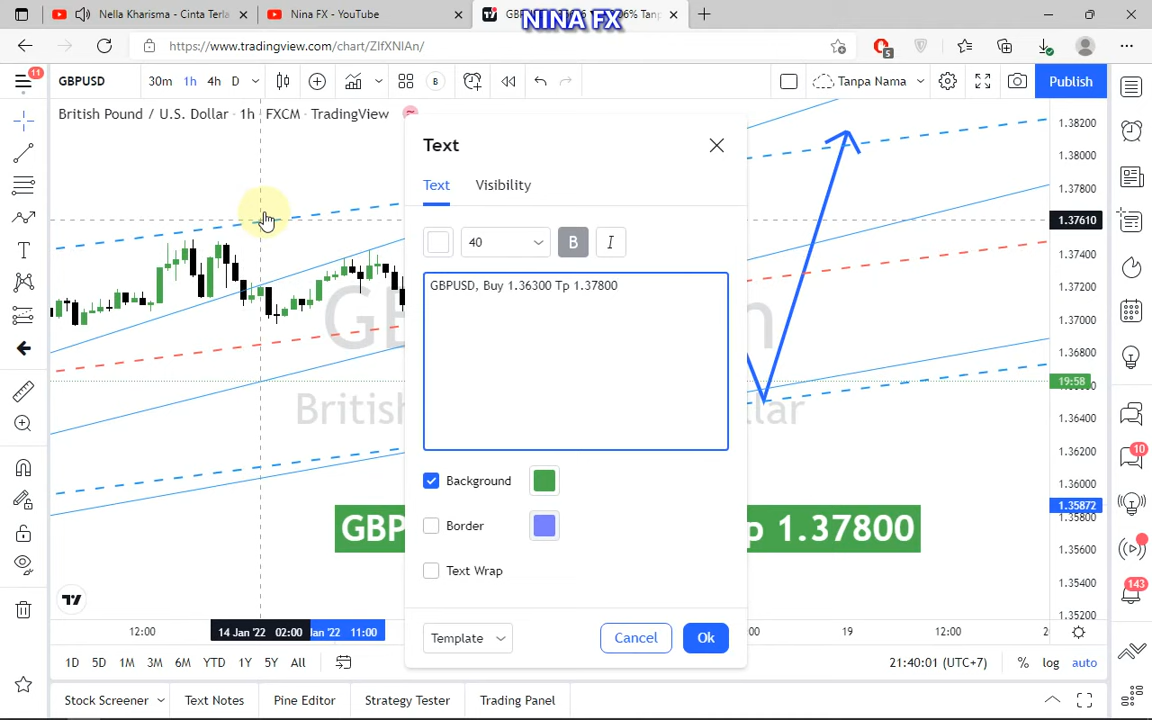 Nella Kharisma - Cinta Terla
Nina FX - YouTube
NINA FX
https://www.tradingview.com/chart/ZIfXNIAn/
5
11
GBPUSD
30m 1h 4h D
B
Tanpa Nama
Publish
British Pound / U.S. Dollar · 1h FXCM · TradingView
Text
Text
Visibility
40
B
I
GBPUSD, Buy 1.36300 Tp 1.37800
Background
Border
Text Wrap
Template
Cancel
Ok
1.38200
1.38000
1.37800
1.37610
1.37400
1.37200
1.37000
1.36800
19:58
1.36400
1.36200
1.36000
1.35872
1.35800
1.35600
1.35400
1.35200
p 1.37800
12:00
14 Jan '22 02:00
Jan '22 11:00
19
12:00
1D 5D 1M 3M 6M YTD 1Y 5Y All
21:40:01 (UTC+7)
% log auto
Stock Screener
Text Notes
Pine Editor
Strategy Tester
Trading Panel
10
143